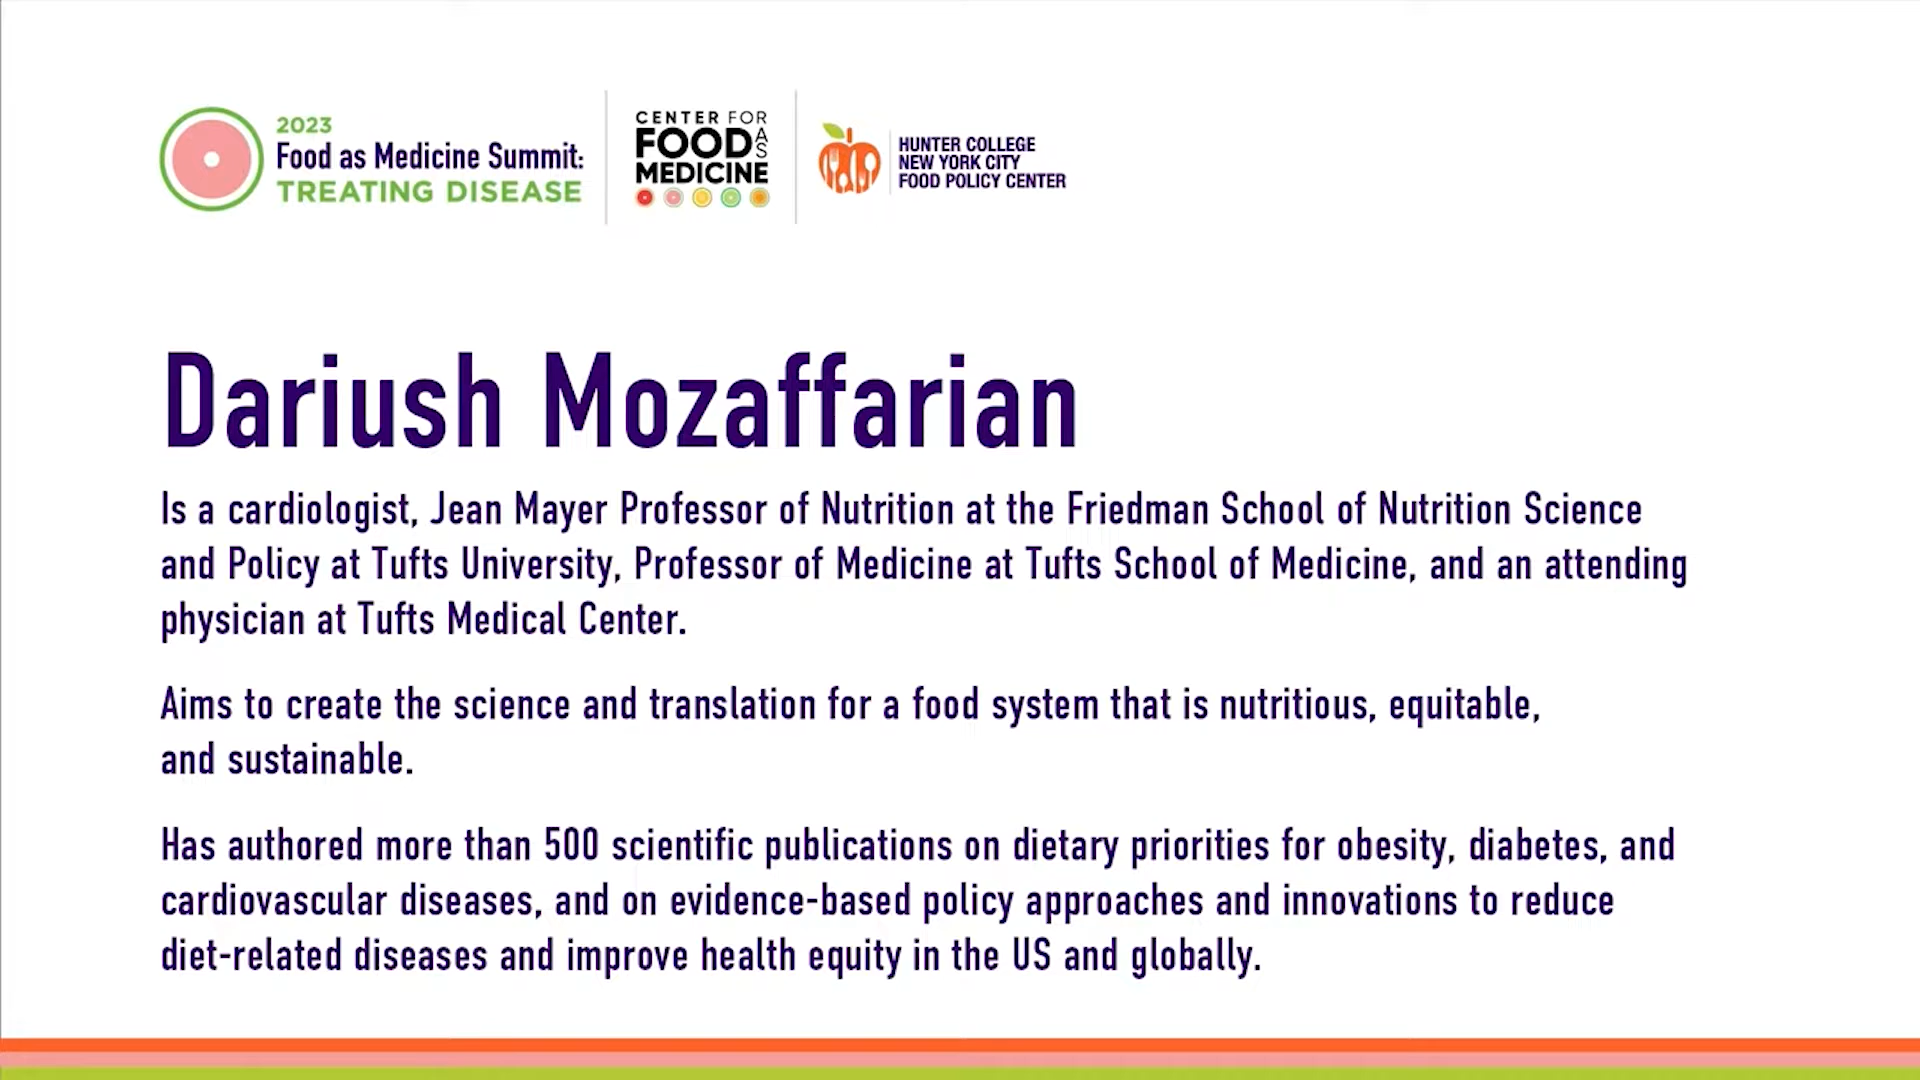 2023
Food as Medicine Summit:
TREATING DISEASE
CENTER FOR
FOOD AS
MEDICINE
HUNTER COLLEGE
NEW YORK CITY
FOOD POLICY CENTER
Dariush Mozaffarian
Is a cardiologist, Jean Mayer Professor of Nutrition at the Friedman School of Nutrition Science
and Policy at Tufts University, Professor of Medicine at Tufts School of Medicine, and an attending
physician at Tufts Medical Center.
Aims to create the science and translation for a food system that is nutritious, equitable,
and sustainable.
Has authored more than 500 scientific publications on dietary priorities for obesity, diabetes, and
cardiovascular diseases, and on evidence-based policy approaches and innovations to reduce
diet-related diseases and improve health equity in the US and globally.